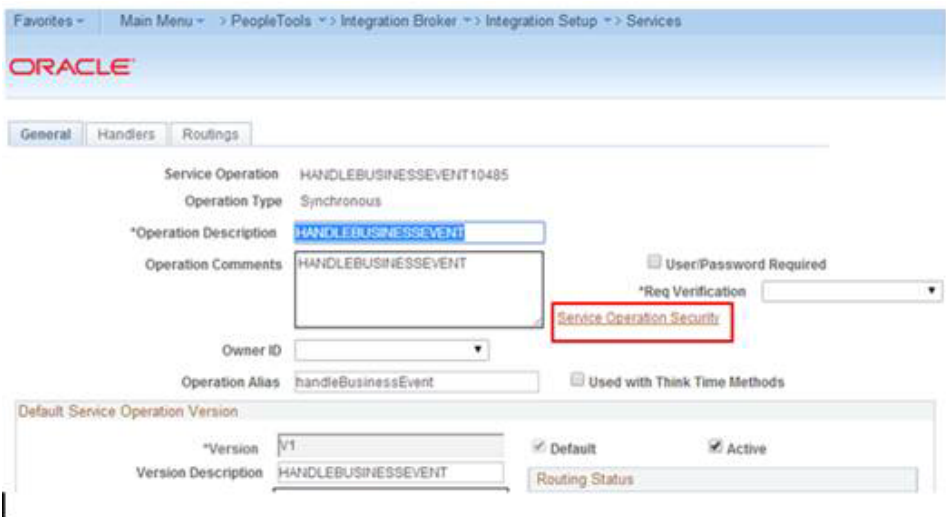 Favorites Main Menu > PeopleTools > Integration Broker > Integration Setup > Services
ORACLE
General Handlers Routings
Service Operation HANDLEBUSINESSEVENT10485
Operation Type Synchronous
*Operation Description HANDLEBUSINESSEVENT
Operation Comments HANDLEBUSINESSEVENT User/Password Required
*Req Verification
Service Operation Security
Owner ID
Operation Alias handleBusinessEvent Used with Think Time Methods
Default Service Operation Version
*Version V1 Default Active
Version Description HANDLEBUSINESSEVENT Routing Status